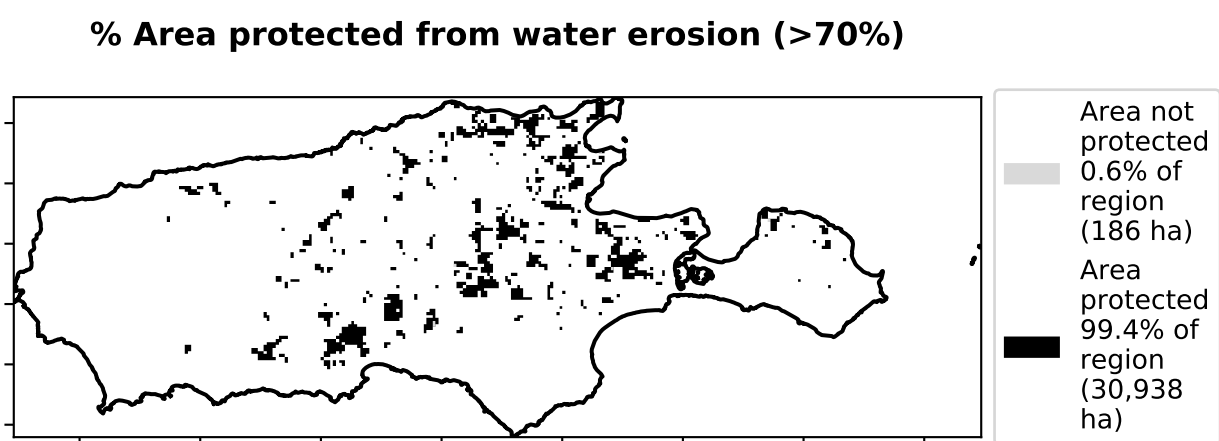 % Area protected from water erosion (>70%)
Area not
protected
0.6% of
region
(186 ha)
Area
protected
99.4% of
region
(30,938
ha)